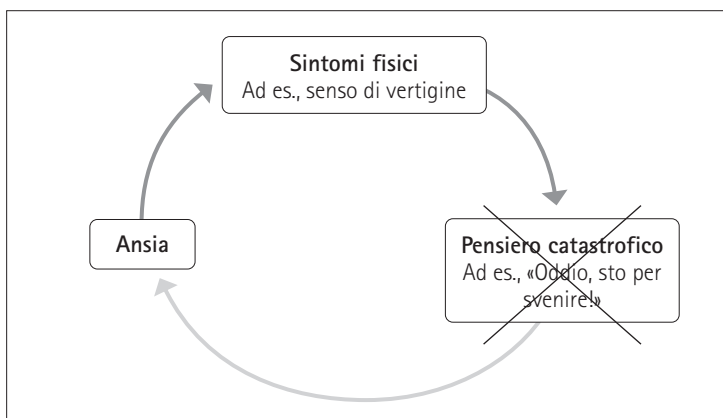 Sintomi fisici
Ad es., senso di vertigine
Ansia
Pensiero catastrofico
Ad es., «Oddio, sto per
svenire!»